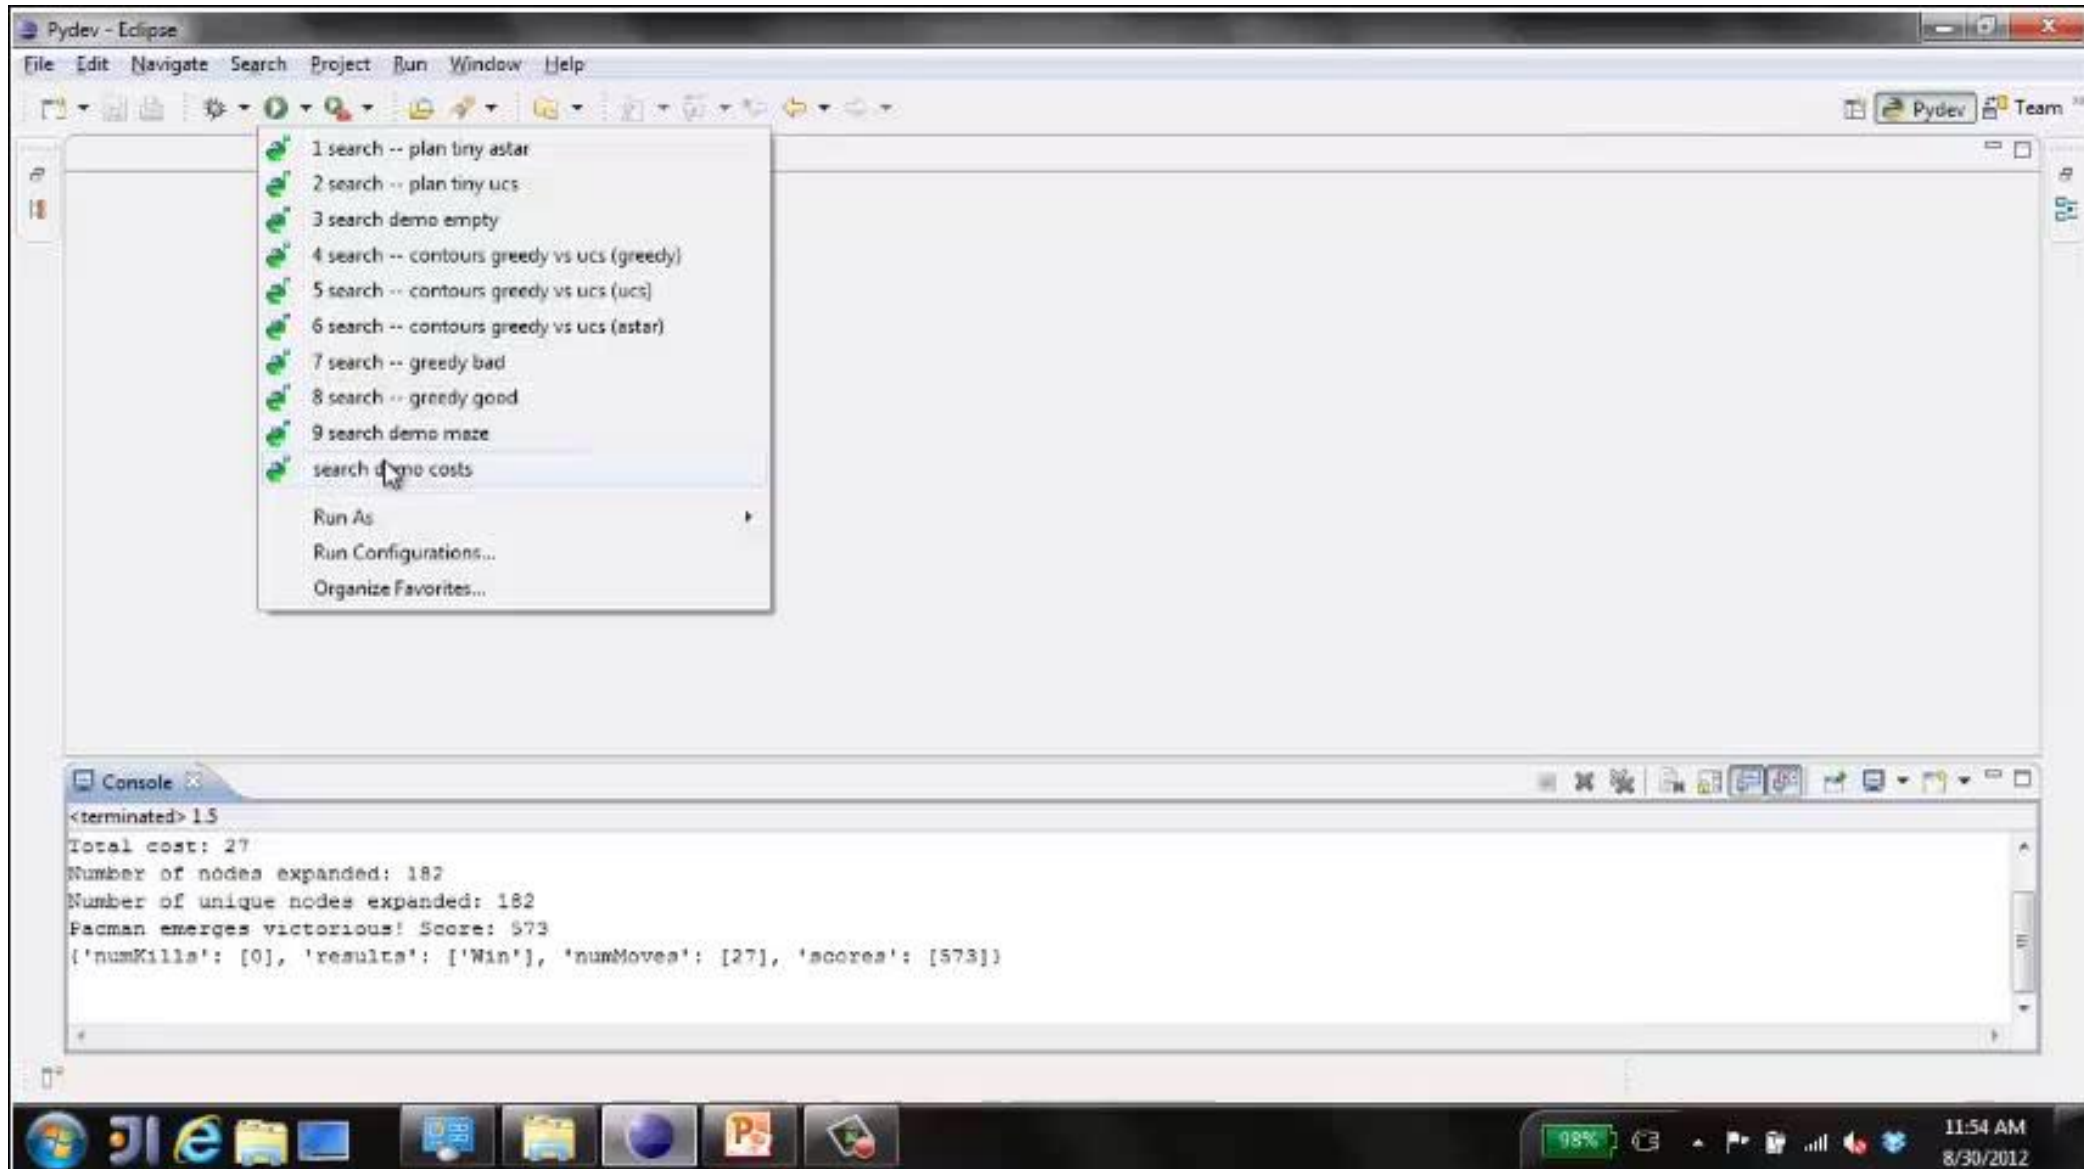 Pydev - Eclipse
File Edit Navigate Search Project Run Window Help
Pydev Team
1 search -- plan tiny astar
2 search -- plan tiny ucs
3 search demo empty
4 search -- contours greedy vs ucs (greedy)
5 search -- contours greedy vs ucs (ucs)
6 search -- contours greedy vs ucs (astar)
7 search -- greedy bad
8 search -- greedy good
9 search demo maze
search demo costs
Run As
Run Configurations...
Organize Favorites...
Console
<terminated> 1.5
Total cost: 27
Number of nodes expanded: 182
Number of unique nodes expanded: 182
Pacman emerges victorious! Score: 573
{'numKills': [0], 'results': ['Win'], 'numMoves': [27], 'scores': [573]}
98%
11:54 AM
8/30/2012